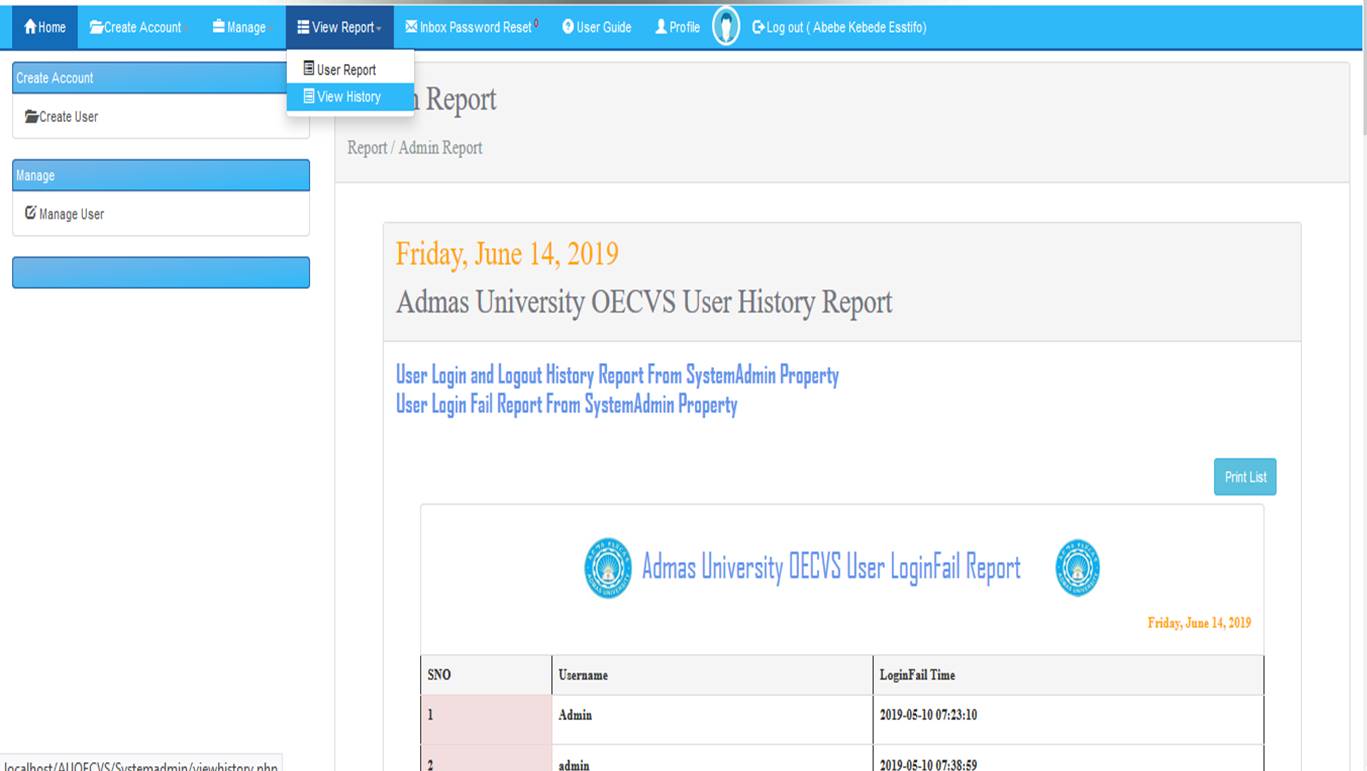 Home Create Account Manage View Report Inbox Password Reset 0 User Guide Profile Log out ( Abebe Kebede Esstifo)
User Report
View History
Create Account
Create User
Manage
Manage User
Report
Report / Admin Report
Friday, June 14, 2019
Admas University OECVS User History Report
User Login and Logout History Report From SystemAdmin Property
User Login Fail Report From SystemAdmin Property
Print List
Admas University OECVS User LoginFail Report
Friday, June 14, 2019
SNO Username LoginFail Time
1 Admin 2019-05-10 07:23:10
2 admin 2019-05-10 07:38:59
localhost/AUOECVS/Systemadmin/viewhistory.php